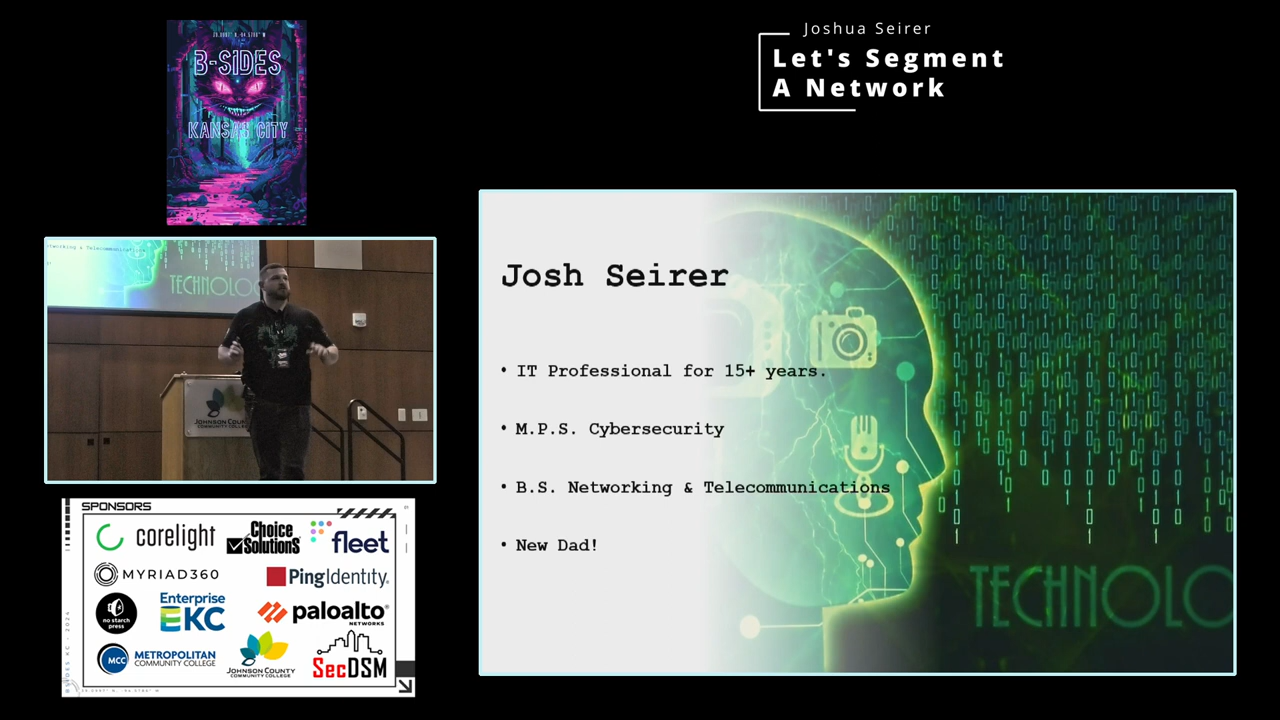 B-SIDES
KANSAS CITY
Joshua Seirer
Let's Segment
A Network
TECHNOLO
JOHNSON COUNTY
COMMUNITY COLLEGE
SPONSORS
corelight
Choice
Solutions
fleet
MYRIAD360
PingIdentity
no starch
press
Enterprise
EKC
paloalto
NETWORKS
MCC
METROPOLITAN
COMMUNITY COLLEGE
JOHNSON COUNTY
COMMUNITY COLLEGE
SecDSM
Josh Seirer
• IT Professional for 15+ years.
• M.P.S. Cybersecurity
• B.S. Networking & Telecommunications
• New Dad!
TECHNOLO